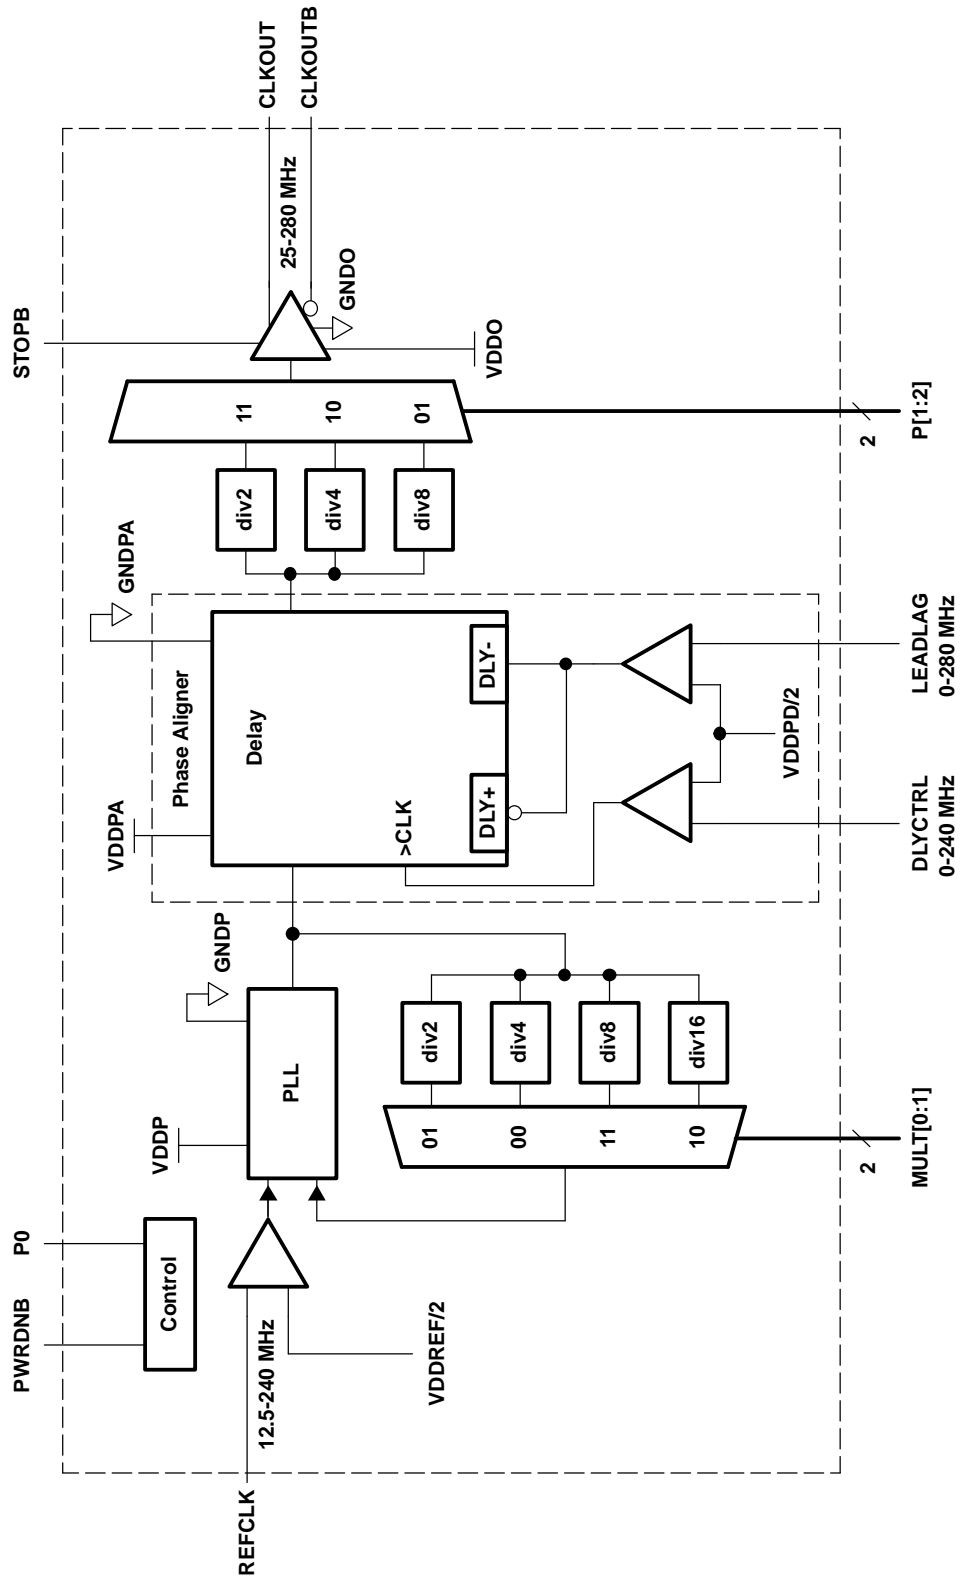 PWRDNB
P0
STOPB
Control
VDDP
GNDP
VDDPA
GNDPA
Phase Aligner
REFCLK
12.5-240 MHz
PLL
Delay
>CLK
DLY+
DLY-
div2
div4
div8
11
10
01
25-280 MHz
CLKOUT
CLKOUTB
GNDO
VDDO
VDDREF/2
01
00
11
10
div2
div4
div8
div16
VDDPD/2
2
MULT[0:1]
DLYCTRL
0-240 MHz
LEADLAG
0-280 MHz
2
P[1:2]